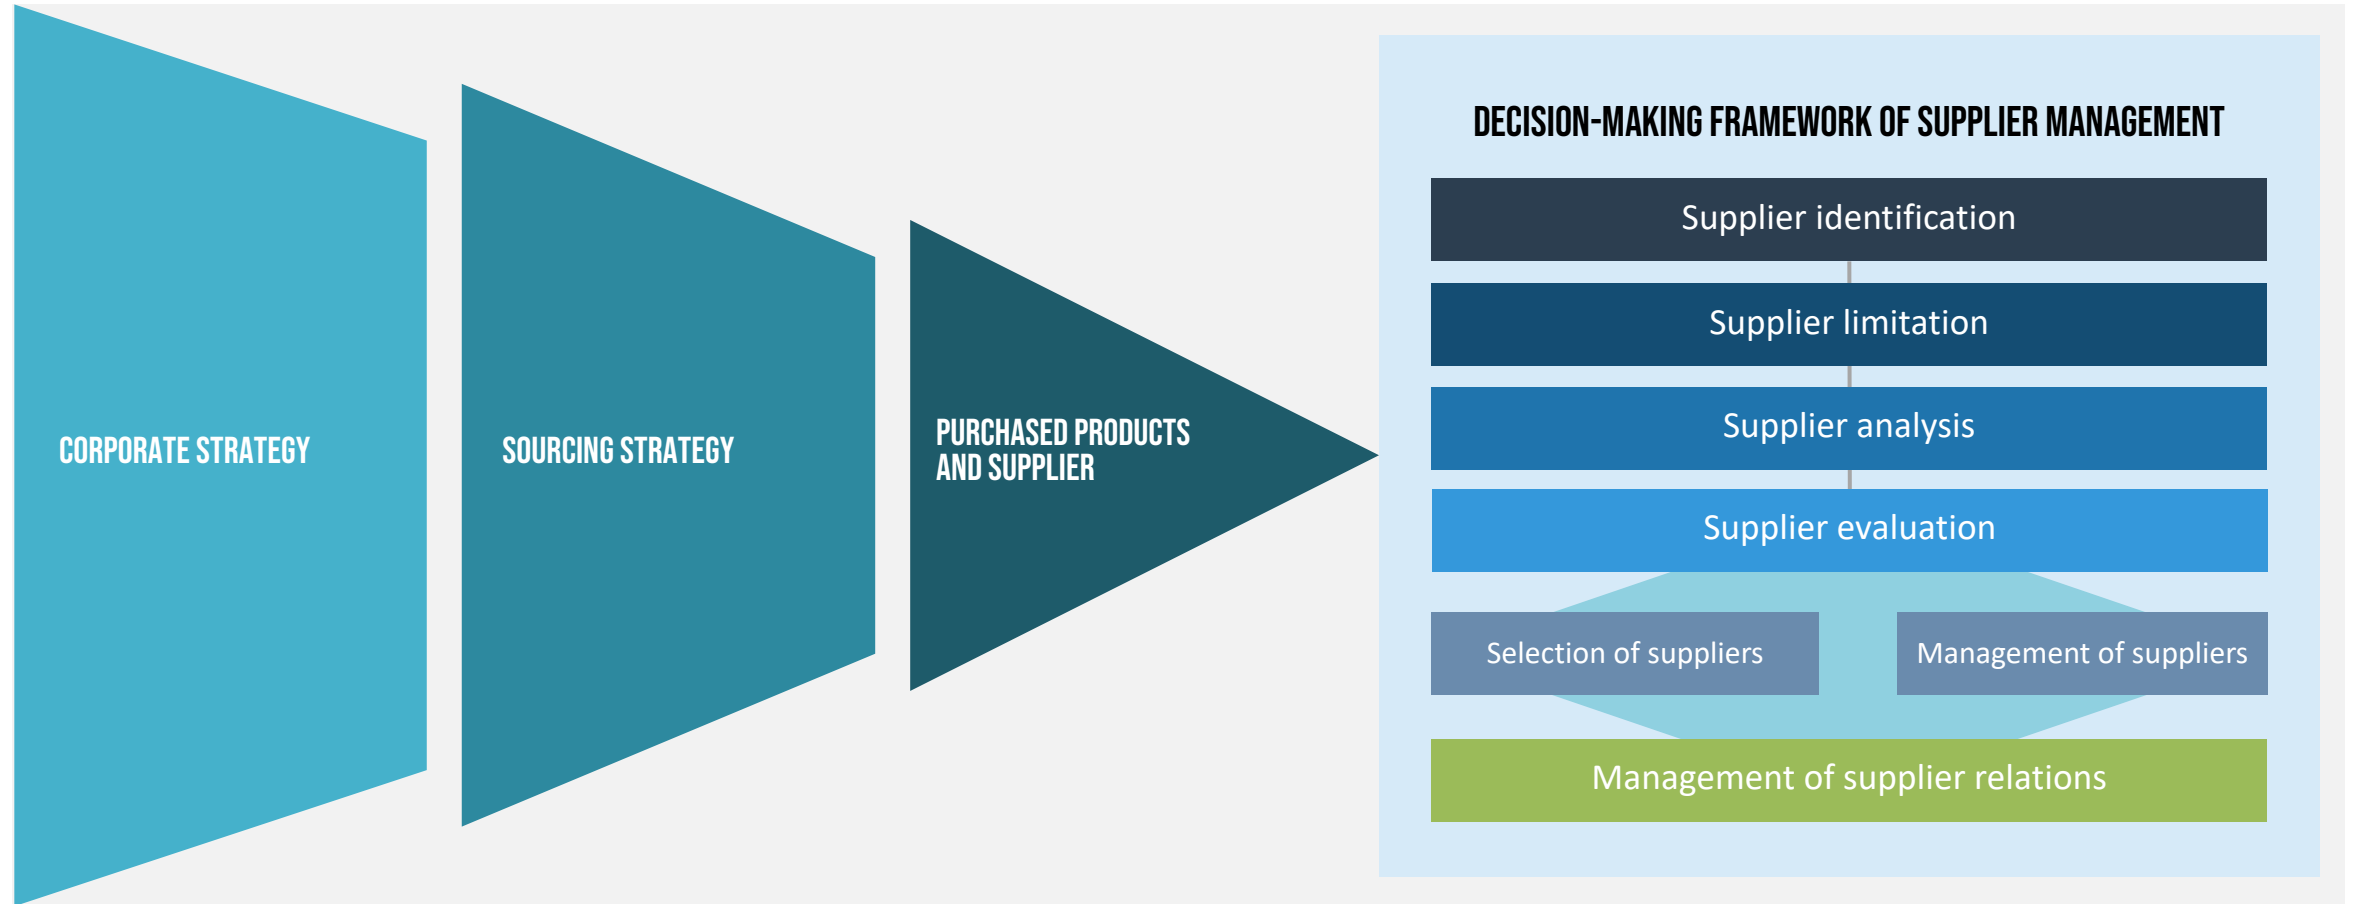 CORPORATE STRATEGY
SOURCING STRATEGY
PURCHASED PRODUCTS
AND SUPPLIER
DECISION-MAKING FRAMEWORK OF SUPPLIER MANAGEMENT
Supplier identification
Supplier limitation
Supplier analysis
Supplier evaluation
Selection of suppliers
Management of suppliers
Management of supplier relations